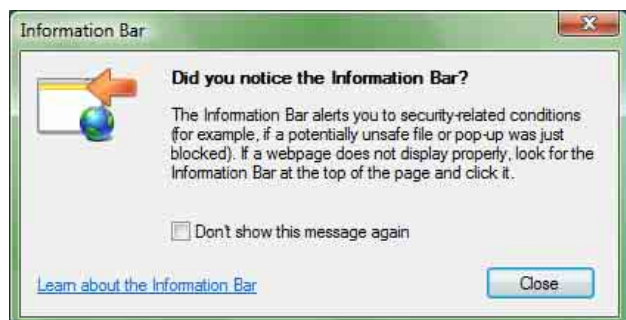 Information Bar
Did you notice the Information Bar?
The Information Bar alerts you to security-related conditions
(for example, if a potentially unsafe file or pop-up was just
blocked). If a webpage does not display properly, look for the
Information Bar at the top of the page and click it.
Don't show this message again
Learn about the Information Bar
Close